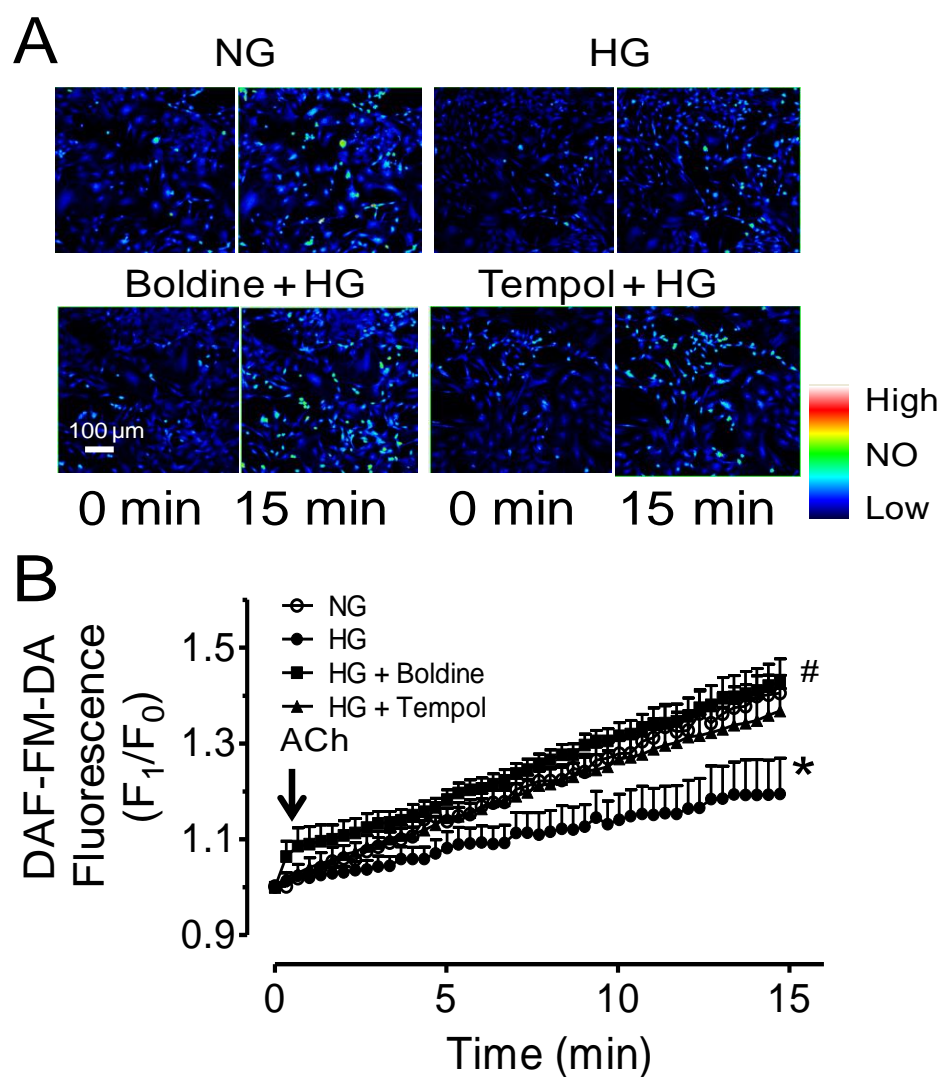 A
NG HG
Boldine + HG Tempol + HG
100 µm
High
NO
Low
0 min 15 min 0 min 15 min
B
DAF-FM-DA
Fluorescence
(F₁/F₀)
NG
HG
HG + Boldine
HG + Tempol
ACh
#
*
1.5
1.3
1.1
0.9
0 5 10 15
Time (min)